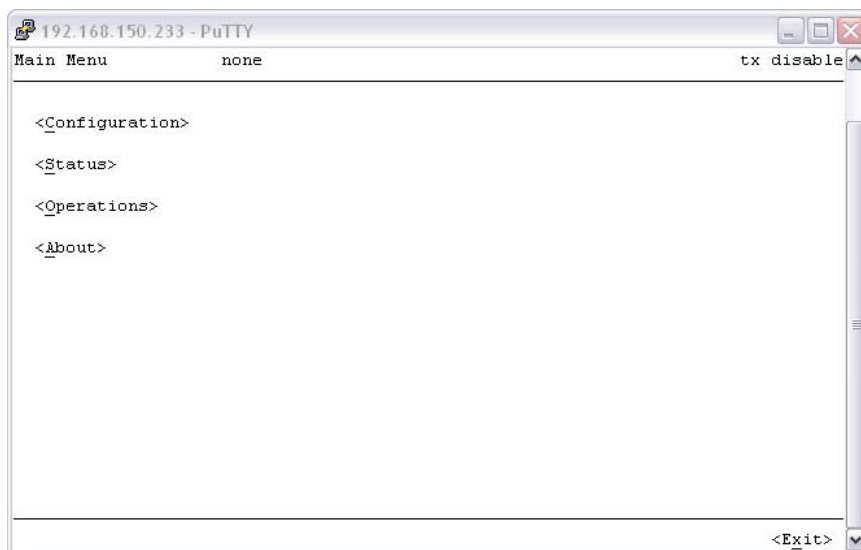 192.168.150.233 - PuTTY
Main Menu none tx disable
<Configuration>
<Status>
<Operations>
<About>
<Exit>